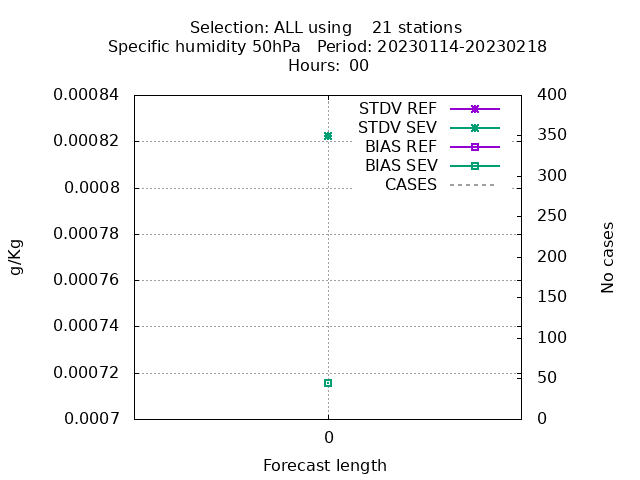 Selection: ALL using    21 stations
Specific humidity 50hPa   Period: 20230114-20230218
Hours: 00
0.00084
0.00082
0.0008
0.00078
0.00076
0.00074
0.00072
0.0007
g/Kg
STDV REF
STDV SEV
BIAS REF
BIAS SEV
CASES
400
350
300
250
200
150
100
50
0
No cases
0
Forecast length